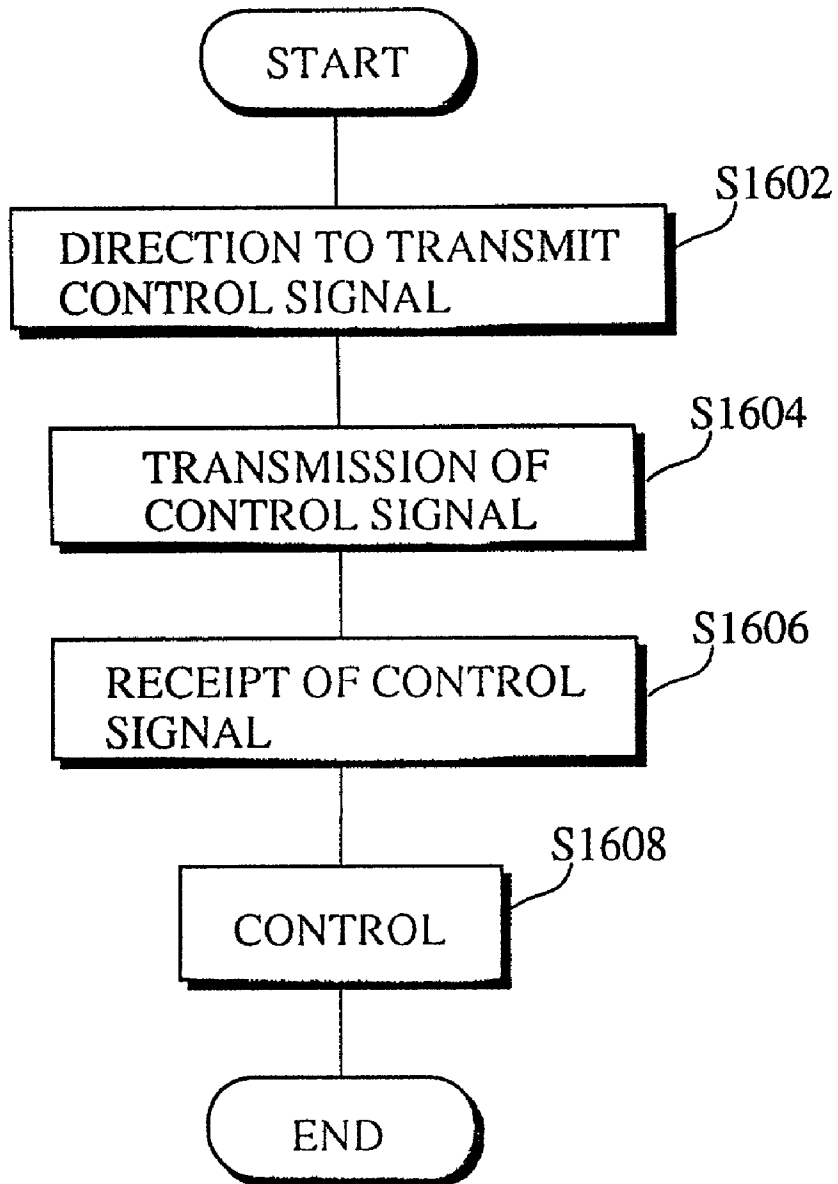 START
S1602
DIRECTION TO TRANSMIT
CONTROL SIGNAL
S1604
TRANSMISSION OF
CONTROL SIGNAL
S1606
RECEIPT OF CONTROL
SIGNAL
S1608
CONTROL
END